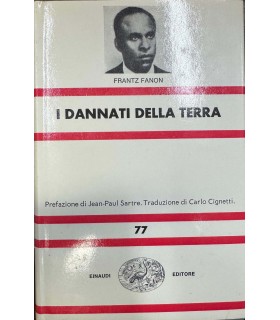 FRANTZ FANON
I DANNATI DELLA TERRA
Prefazione di Jean-Paul Sartre. Traduzione di Carlo Cignetti.
77
EINAUDI EDITORE